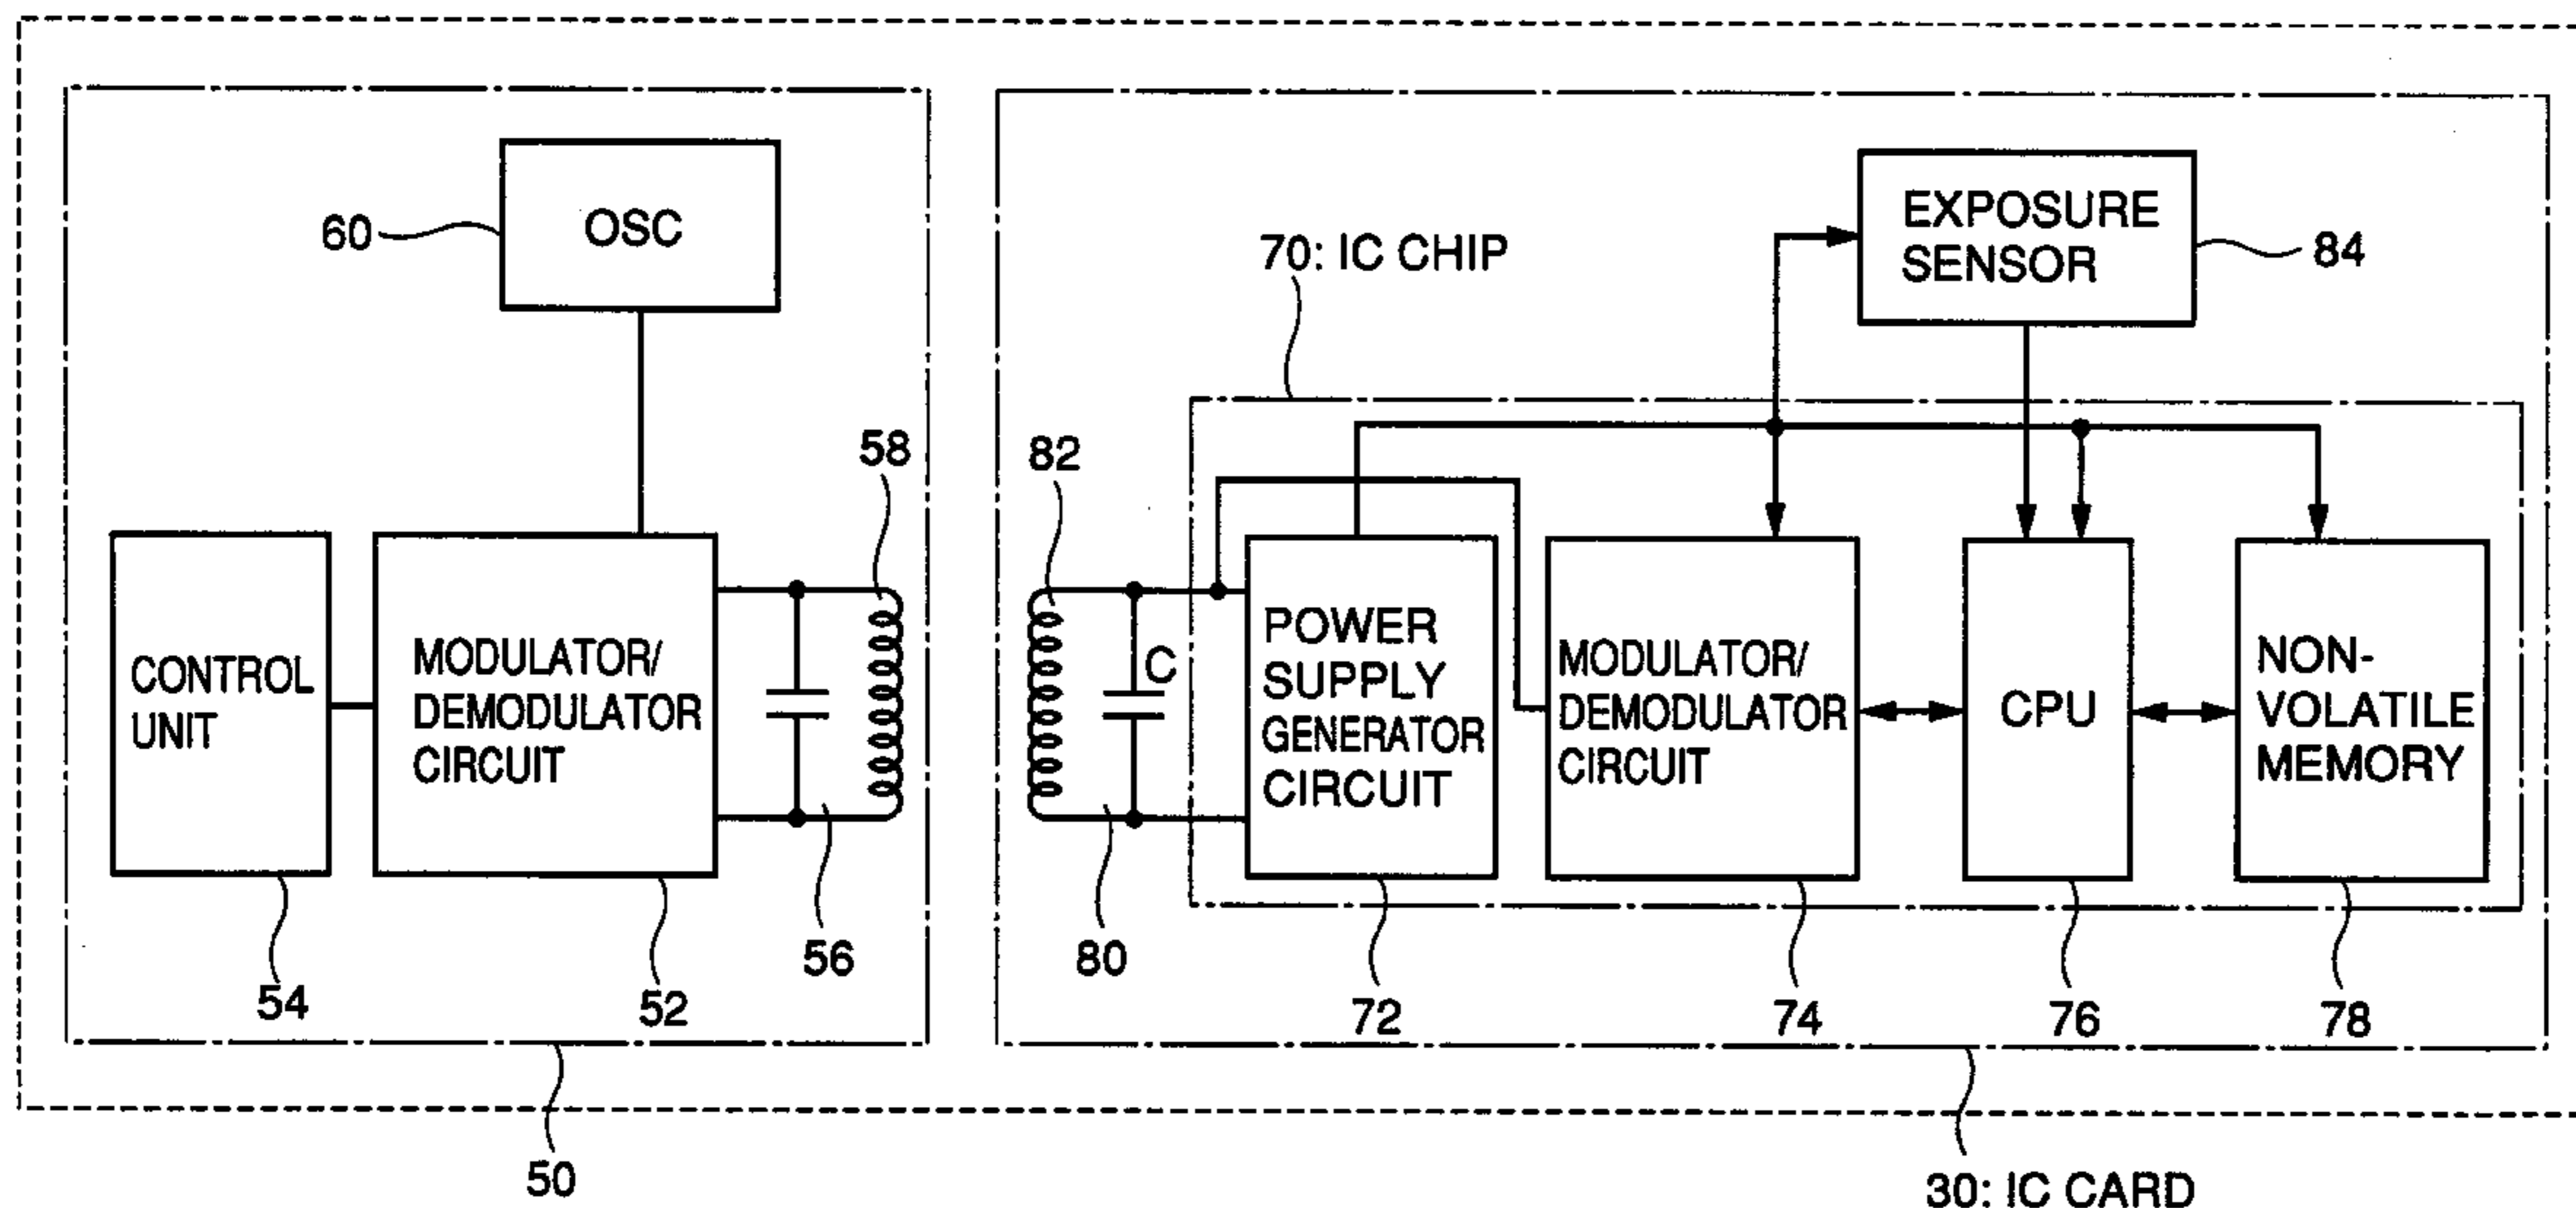 OSC
60
EXPOSURE
SENSOR
84
70: IC CHIP
58
82
CONTROL
UNIT
MODULATOR/
DEMODULATOR
CIRCUIT
C
POWER
SUPPLY
GENERATOR
CIRCUIT
MODULATOR/
DEMODULATOR
CIRCUIT
CPU
NON-
VOLATILE
MEMORY
54
52
56
80
72
74
76
78
50
30: IC CARD